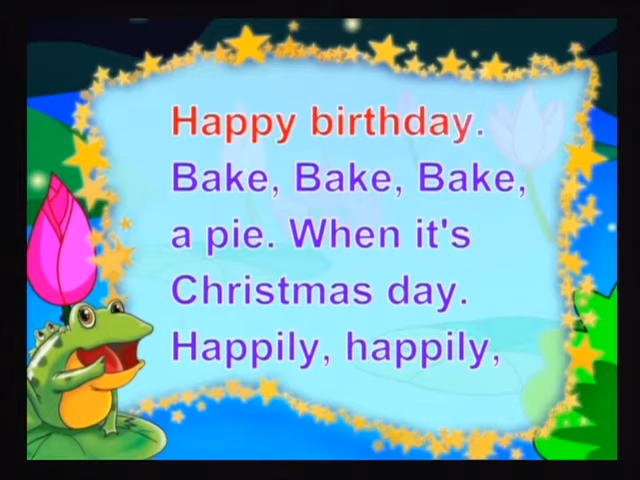 Happy birthday.
Bake, Bake, Bake,
a pie. When it's
Christmas day.
Happily, happily,